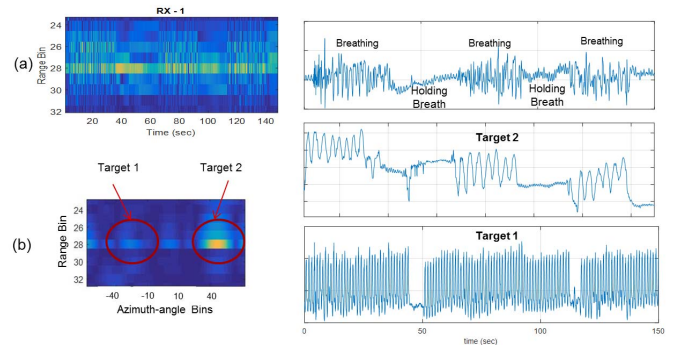 RX - 1
(a)
Range Bin
24
26
28
30
32
20 40 60 80 100 120 140
Time (sec)
Breathing Breathing Breathing
Holding Breath
Holding Breath
Target 2
Target 1 Target 2
(b)
Range Bin
24
26
28
30
32
-40 -10 10 40
Azimuth-angle Bins
Target 1
0 50 100 150
time (sec)